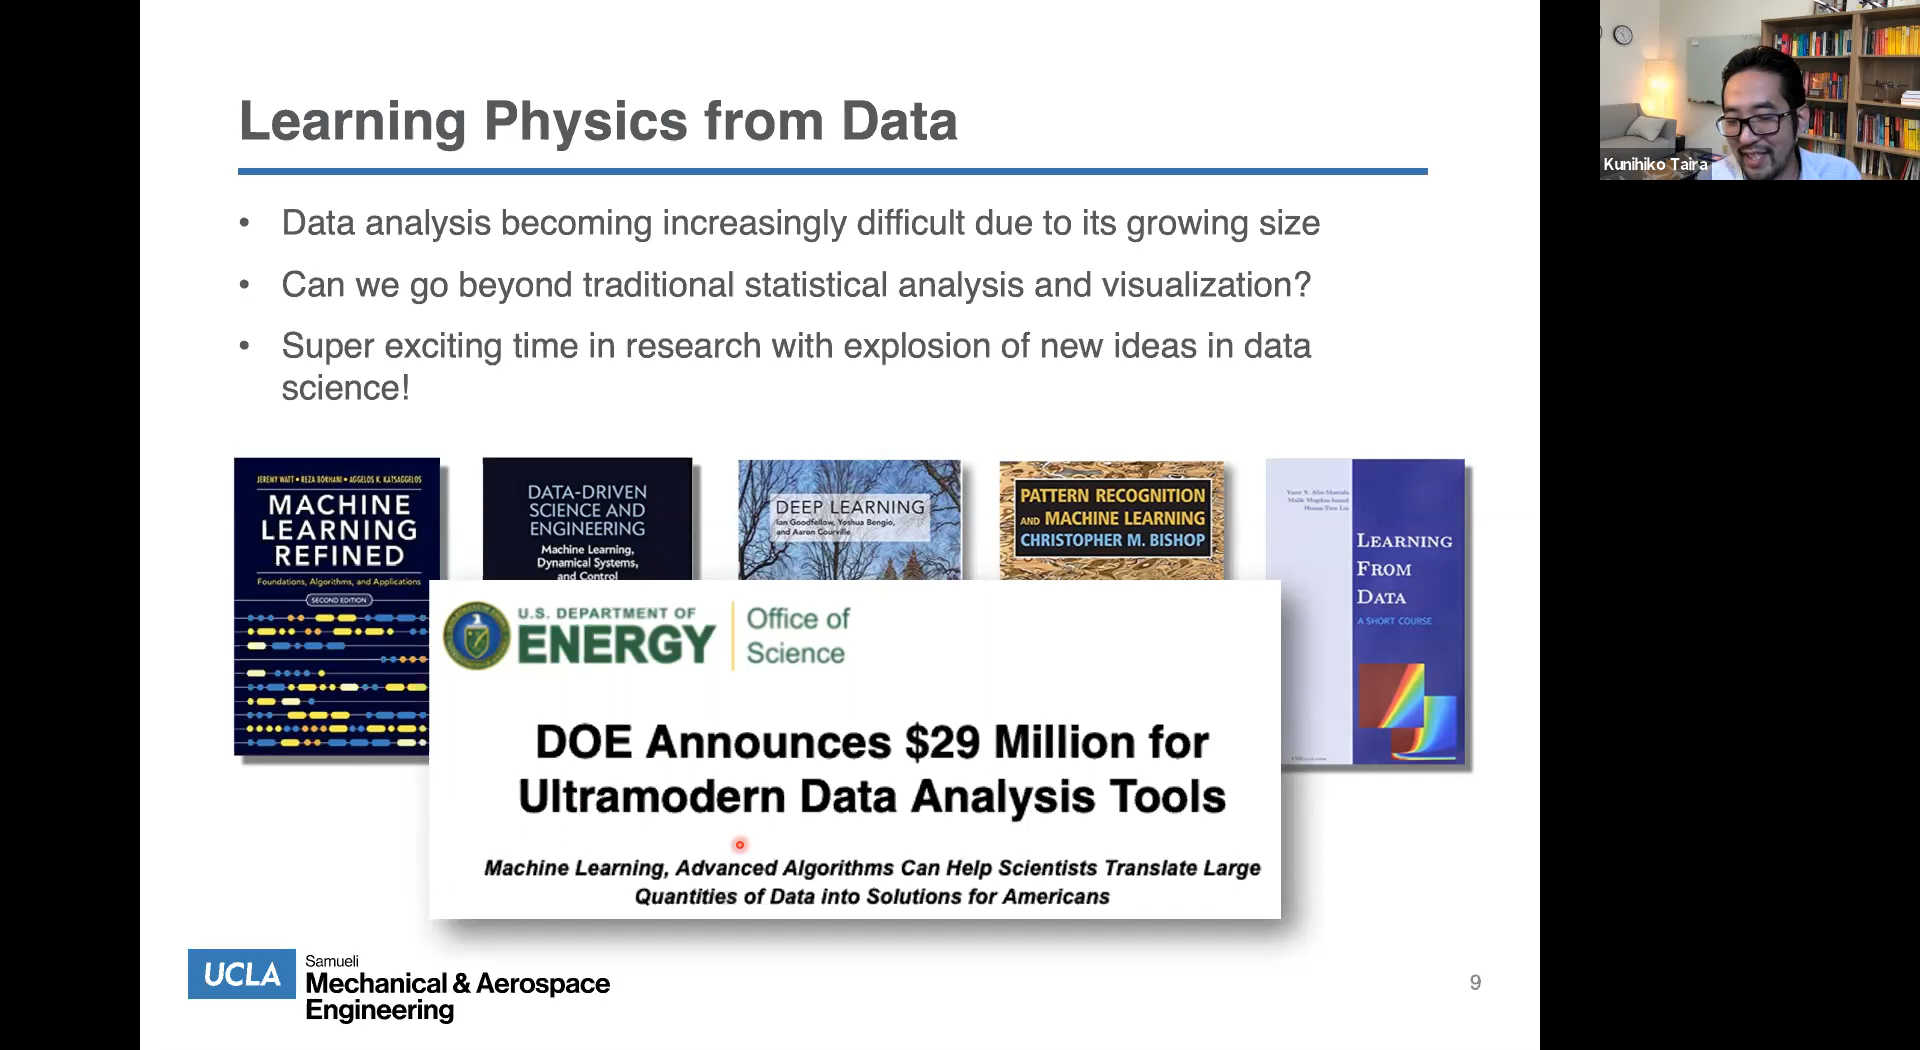 Learning Physics from Data
Kunihiko Taira
• Data analysis becoming increasingly difficult due to its growing size
• Can we go beyond traditional statistical analysis and visualization?
• Super exciting time in research with explosion of new ideas in data
science!
JEREMY WATT • REZA BORHANI • AGGELOS K. KATSAGGELOS
MACHINE
LEARNING
REFINED
Foundations, Algorithms, and Applications
SECOND EDITION
DATA-DRIVEN
SCIENCE AND
ENGINEERING
Machine Learning,
Dynamical Systems,
and Control
DEEP LEARNING
Ian Goodfellow, Yoshua Bengio,
and Aaron Courville
PATTERN RECOGNITION
AND MACHINE LEARNING
CHRISTOPHER M. BISHOP
LEARNING
FROM
DATA
A SHORT COURSE
U.S. DEPARTMENT OF
ENERGY
Office of
Science
DOE Announces $29 Million for
Ultramodern Data Analysis Tools
Machine Learning, Advanced Algorithms Can Help Scientists Translate Large
Quantities of Data into Solutions for Americans
UCLA
Samueli
Mechanical & Aerospace
Engineering
9